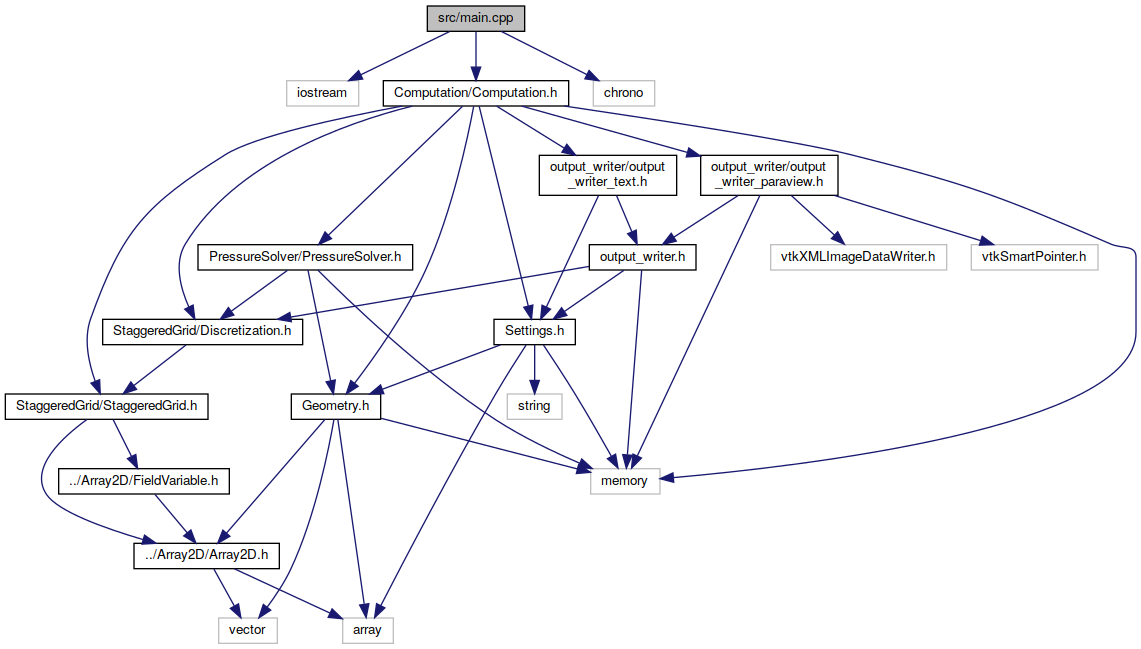 src/main.cpp
iostream
Computation/Computation.h
chrono
output_writer/output
_writer_text.h
output_writer/output
_writer_paraview.h
PressureSolver/PressureSolver.h
output_writer.h
vtkXMLImageDataWriter.h
vtkSmartPointer.h
StaggeredGrid/Discretization.h
Settings.h
StaggeredGrid/StaggeredGrid.h
Geometry.h
string
../Array2D/FieldVariable.h
memory
../Array2D/Array2D.h
vector
array